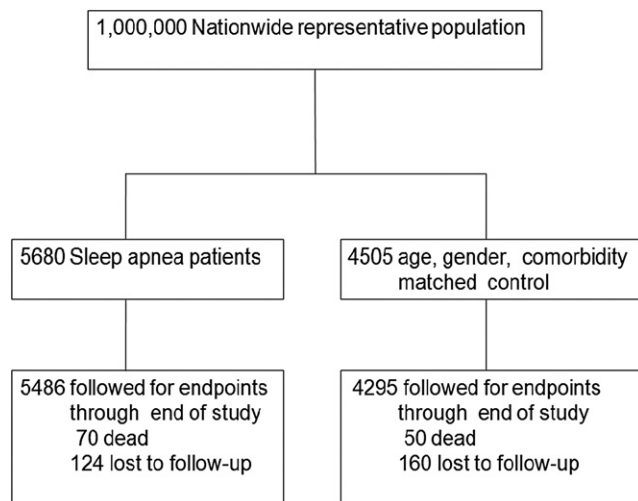 1,000,000 Nationwide representative population
5680 Sleep apnea patients
4505 age, gender, comorbidity
matched control
5486 followed for endpoints
through end of study
70 dead
124 lost to follow-up
4295 followed for endpoints
through end of study
50 dead
160 lost to follow-up